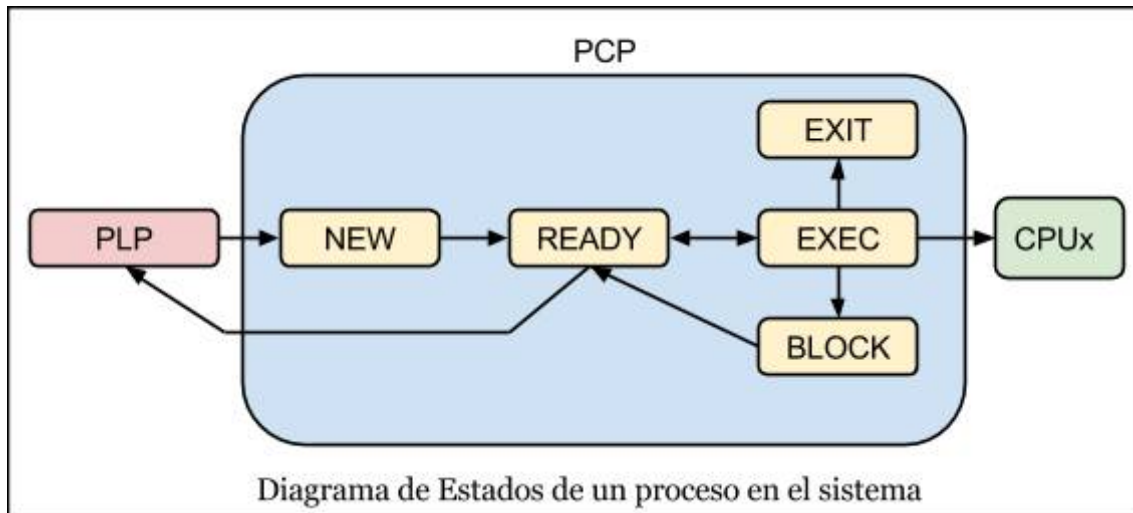 PCP
EXIT
PLP
NEW
READY
EXEC
CPUx
BLOCK
Diagrama de Estados de un proceso en el sistema